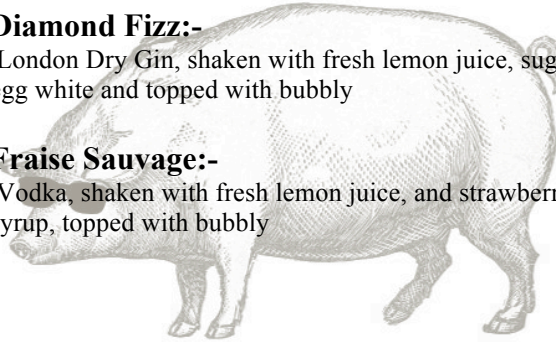 Diamond Fizz:-
London Dry Gin, shaken with fresh lemon juice, sug
egg white and topped with bubbly
Fraise Sauvage:-
Vodka, shaken with fresh lemon juice, and strawberr
yrup, topped with bubbly